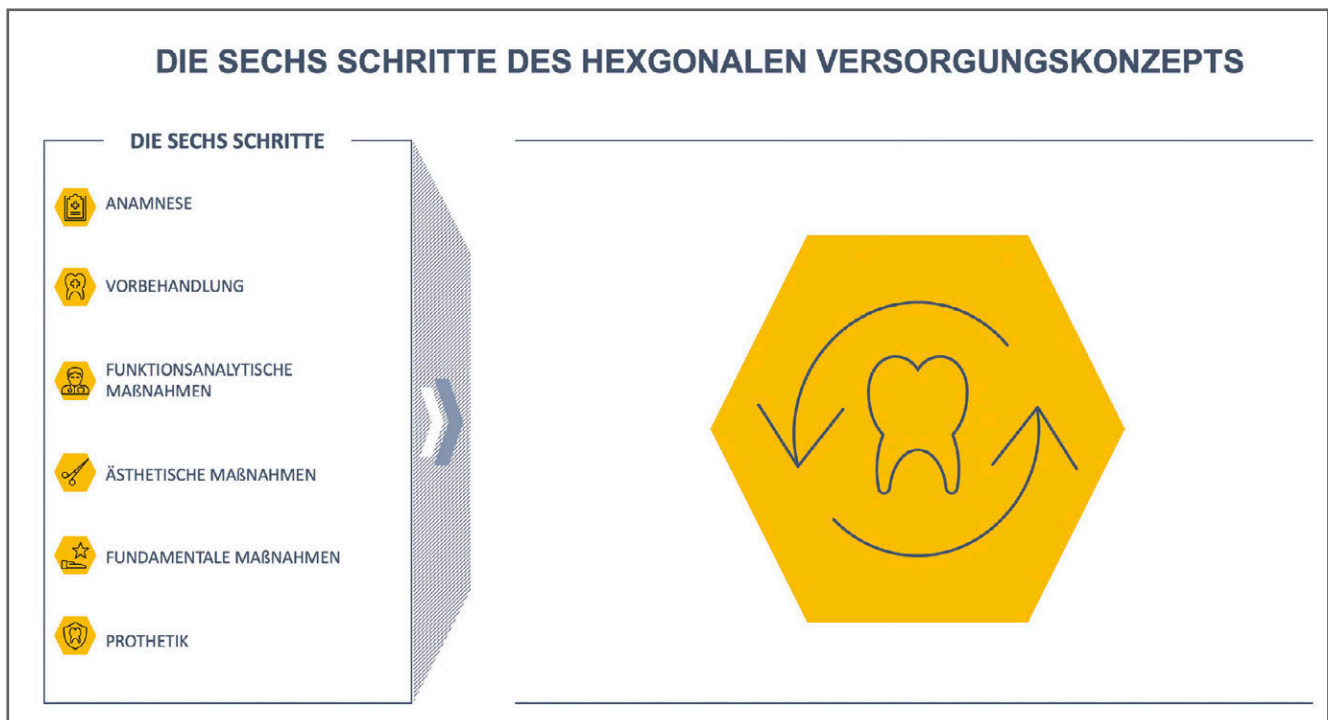 DIE SECHS SCHRITTE DES HEXGONALEN VERSORGUNGSKONZEPTS
DIE SECHS SCHRITTE
ANAMNESE
VORBEHANDLUNG
FUNKTIONSANALYTISCHE
MAßNAHMEN
ÄSTHETISCHE MAßNAHMEN
FUNDAMENTALE MAßNAHMEN
PROTHETIK